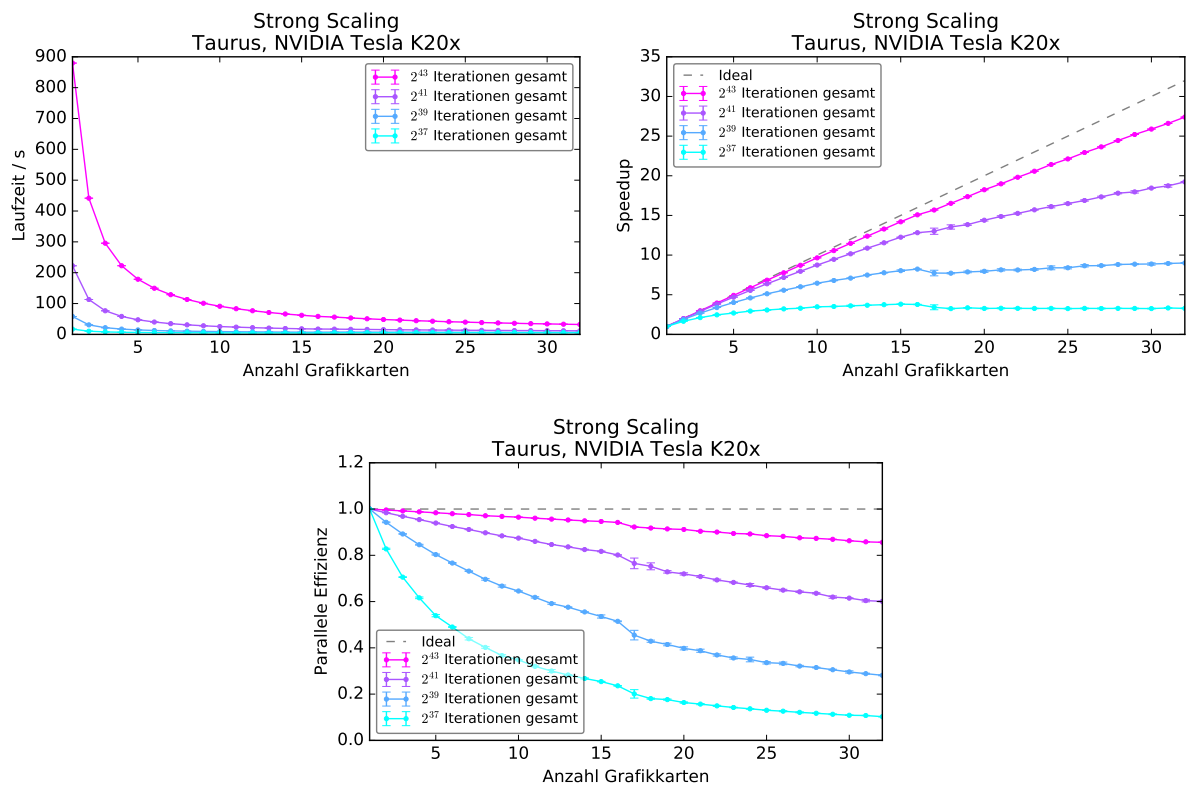 Strong Scaling
Taurus, NVIDIA Tesla K20x
900
800
700
600
500
400
300
200
100
0
Laufzeit / s
2^43 Iterationen gesamt
2^41 Iterationen gesamt
2^39 Iterationen gesamt
2^37 Iterationen gesamt
5 10 15 20 25 30
Anzahl Grafikkarten
Strong Scaling
Taurus, NVIDIA Tesla K20x
35
30
25
20
15
10
5
0
Speedup
Ideal
2^43 Iterationen gesamt
2^41 Iterationen gesamt
2^39 Iterationen gesamt
2^37 Iterationen gesamt
5 10 15 20 25 30
Anzahl Grafikkarten
Strong Scaling
Taurus, NVIDIA Tesla K20x
1.2
1.0
0.8
0.6
0.4
0.2
0.0
Parallele Effizienz
Ideal
2^43 Iterationen gesamt
2^41 Iterationen gesamt
2^39 Iterationen gesamt
2^37 Iterationen gesamt
5 10 15 20 25 30
Anzahl Grafikkarten